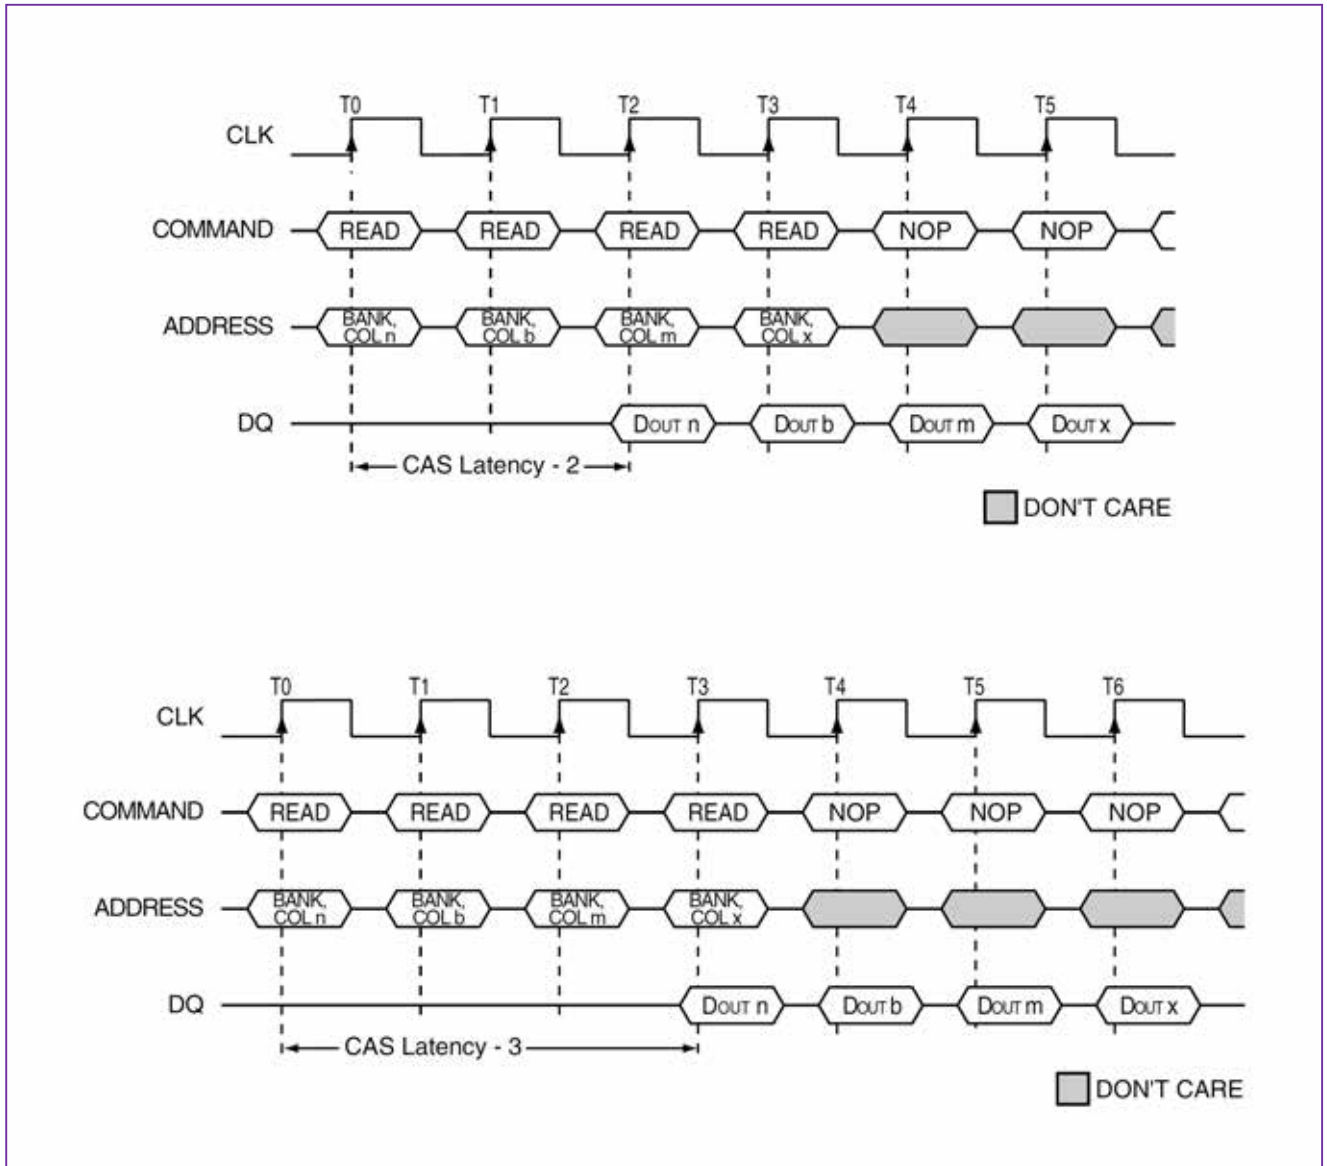 T0 T1 T2 T3 T4 T5
CLK
COMMAND READ READ READ READ NOP NOP
ADDRESS BANK, COL n BANK, COL b BANK, COL m BANK, COL x
DQ DOUT n DOUT b DOUT m DOUT x
CAS Latency - 2
DON'T CARE
T0 T1 T2 T3 T4 T5 T6
CLK
COMMAND READ READ READ READ NOP NOP NOP
ADDRESS BANK, COL n BANK, COL b BANK, COL m BANK, COL x
DQ DOUT n DOUT b DOUT m DOUT x
CAS Latency - 3
DON'T CARE